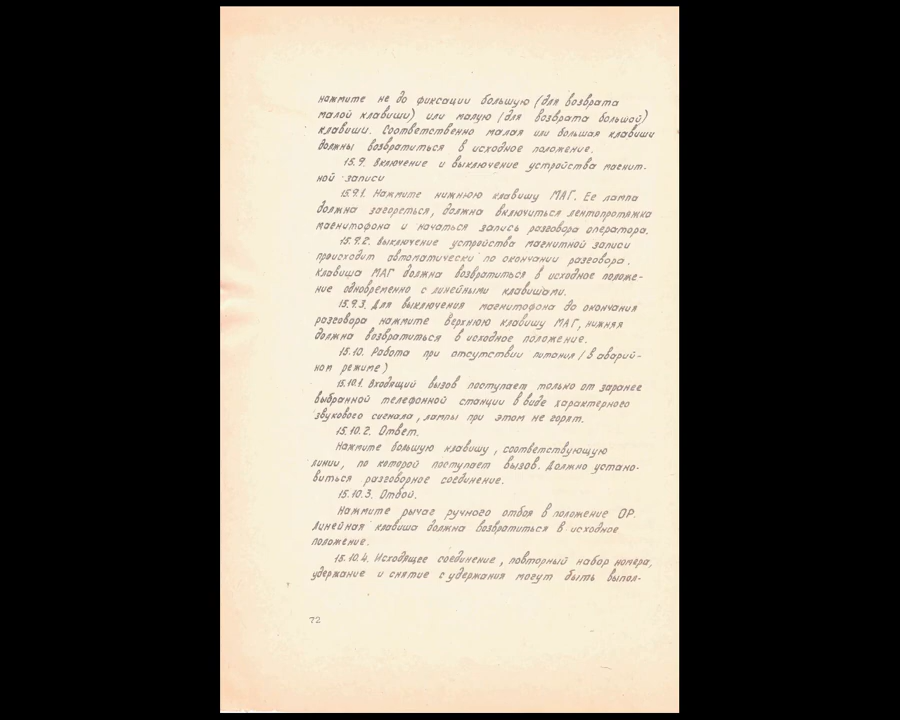 нажмите не до фиксации большую (для возврата
малой клавиши) или малую (для возврата большой)
клавиши. Соответственно малая или большая клавиши
должны возвратиться в исходное положение.
15.9. Включение и выключение устройства магнит-
ной записи
15.9.1. Нажмите нижнюю клавишу МАГ. Ее лампа
должна загореться, должна включиться лентопротяжка
магнитофона и начаться запись разговора оператора.
15.9.2. Выключение устройства магнитной записи
происходит автоматически по окончании разговора.
Клавиша МАГ должна возвратиться в исходное положе-
ние одновременно с линейными клавишами.
15.9.3. Для выключения магнитофона до окончания
разговора нажмите верхнюю клавишу МАГ, нижняя
должна возвратиться в исходное положение.
15.10. Работа при отсутствии питания (в аварий-
ном режиме)
15.10.1. Входящий вызов поступает только от заранее
выбранной телефонной станции в виде характерного
звукового сигнала, лампы при этом не горят.
15.10.2. Ответ.
Нажмите большую клавишу, соответствующую
линии, по которой поступает вызов. Должно устано-
виться разговорное соединение.
15.10.3. Отбой.
Нажмите рычаг ручного отбоя в положение ОР.
Линейная клавиша должна возвратиться в исходное
положение.
15.10.4. Исходящее соединение, повторный набор номера,
удержание и снятие с удержания могут быть выпол-
72